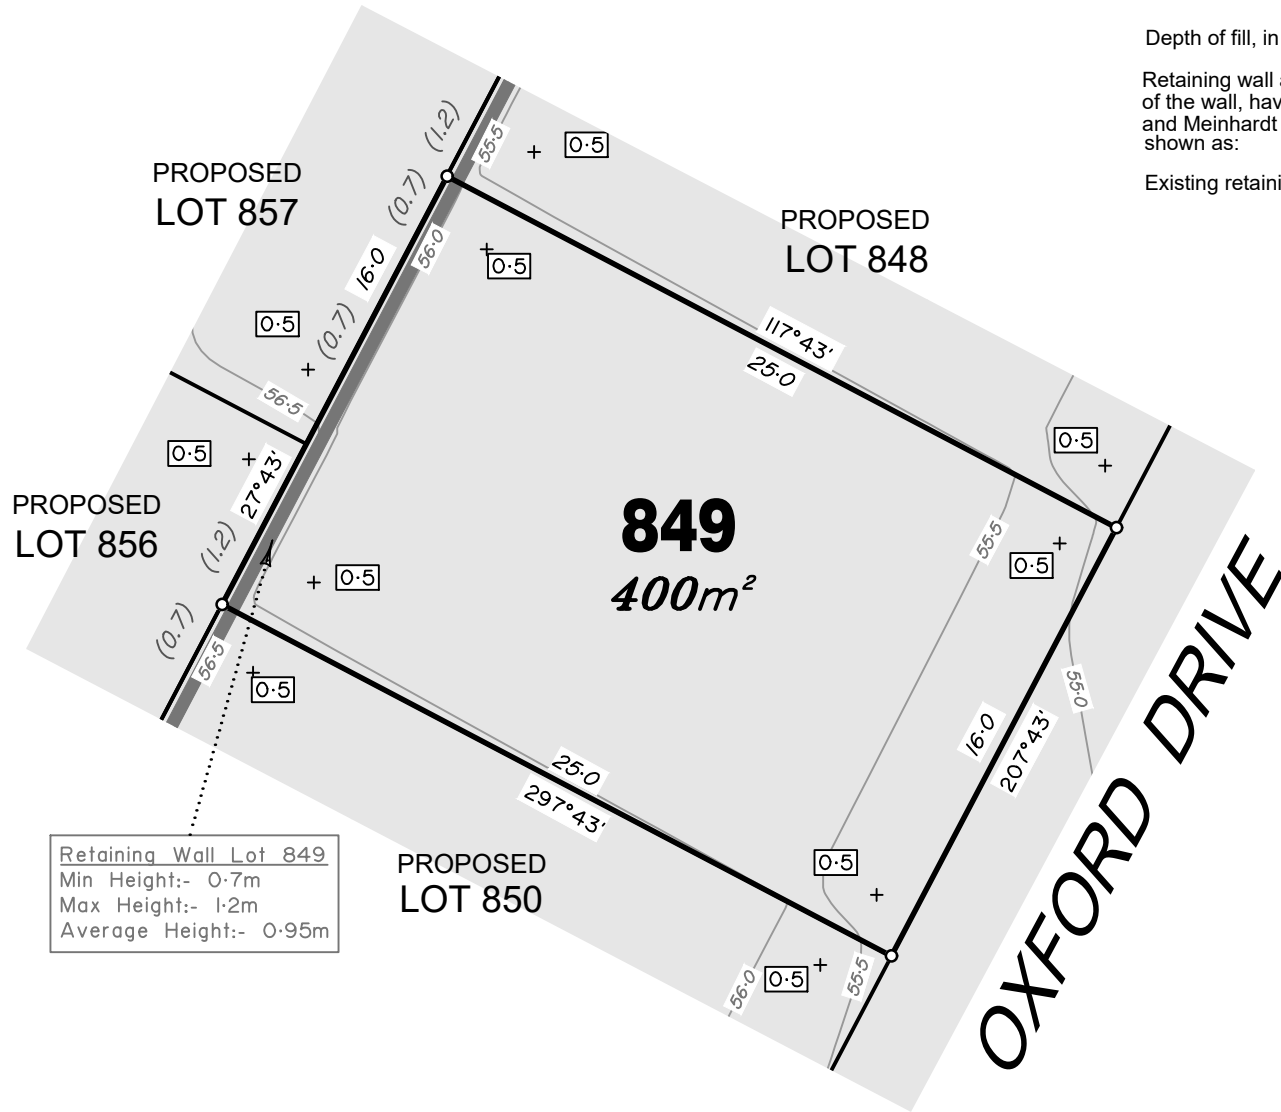 Depth of fill, in
Retaining wall
of the wall, hav
and Meinhardt
shown as:
Existing retaini
(1.2)
55·5
0·5
PROPOSED
LOT 857
(0.7)
56·0
16·0
0·5
PROPOSED
LOT 848
0·5
(0.7)
117°43'
25·0
56·5
0·5
0·5
27°43'
PROPOSED
LOT 856
(1.2)
849
400m²
55·5
0·5
0·5
(0.7)
56·5
0·5
55·0
16·0
207°43'
OXFORD DRIVE
25·0
297°43'
Retaining Wall Lot 849
Min Height:- 0·7m
Max Height:- 1·2m
Average Height:- 0·95m
PROPOSED
LOT 850
0·5
0·5
56·0
55·5